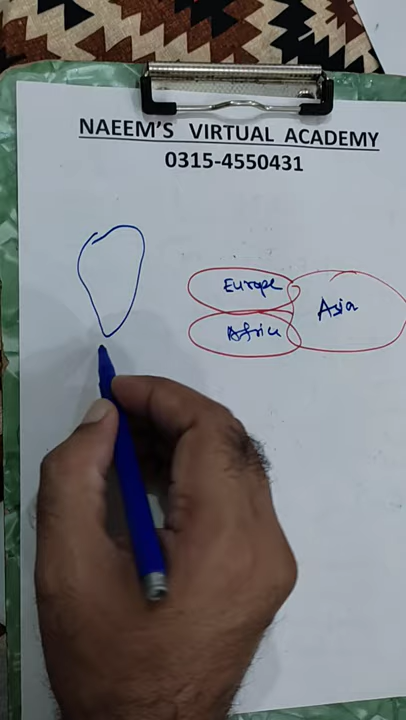 NAEEM'S VIRTUAL ACADEMY
0315-4550431
Europe
Asia
Africa